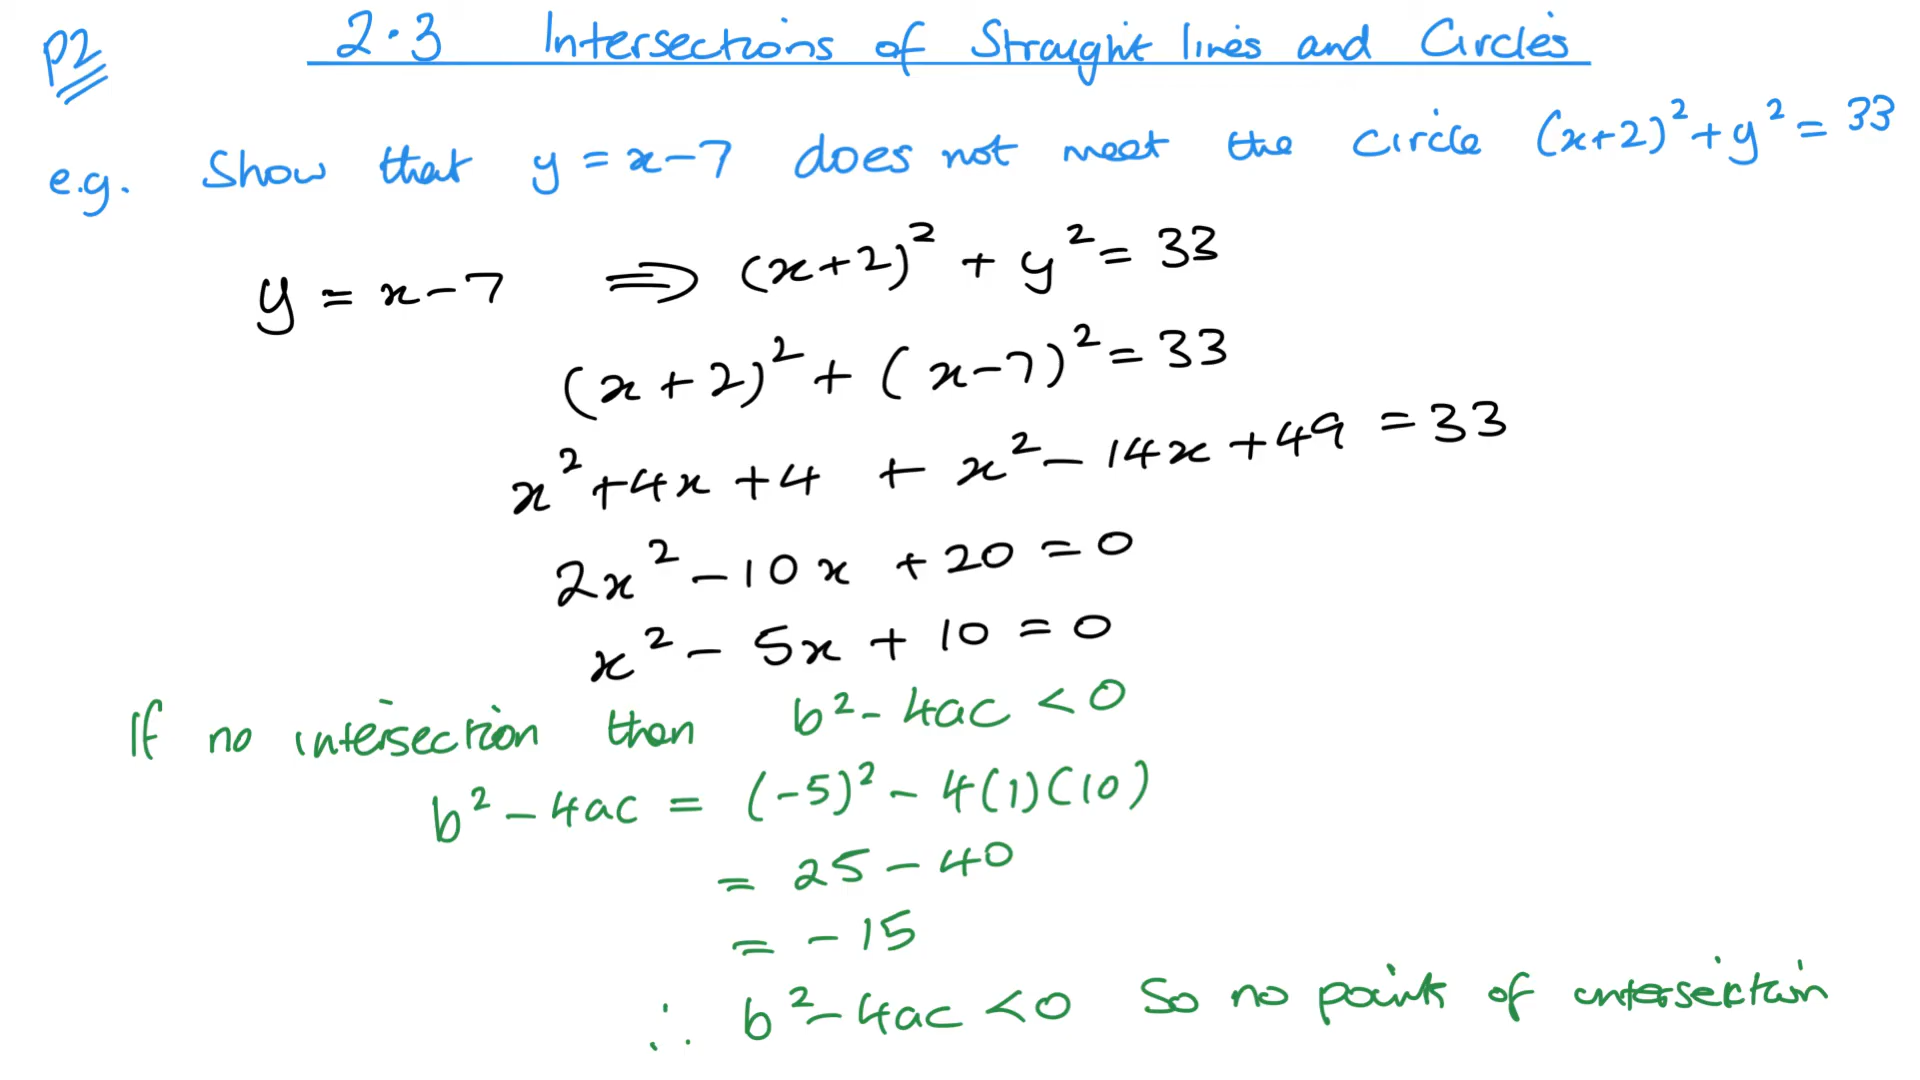 P2
2.3 Intersections of Straight lines and Circles
e.g. Show that y = x-7 does not meet the circle (x+2)² + y² = 33
y = x-7 ⇒ (x+2)² + y² = 33
(x+2)² + (x-7)² = 33
x² + 4x + 4 + x² - 14x + 49 = 33
2x² - 10x + 20 = 0
x² - 5x + 10 = 0
If no intersection then b² - 4ac < 0
b² - 4ac = (-5)² - 4(1)(10)
= 25 - 40
= -15
∴ b² - 4ac < 0 So no points of intersection